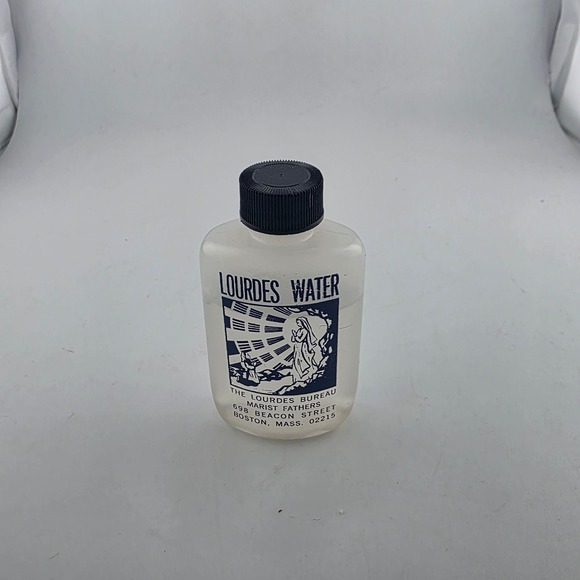 LOURDES WATER
THE LOURDES BUREAU
MARIST FATHERS
698 BEACON STREET
BOSTON, MASS. 02215